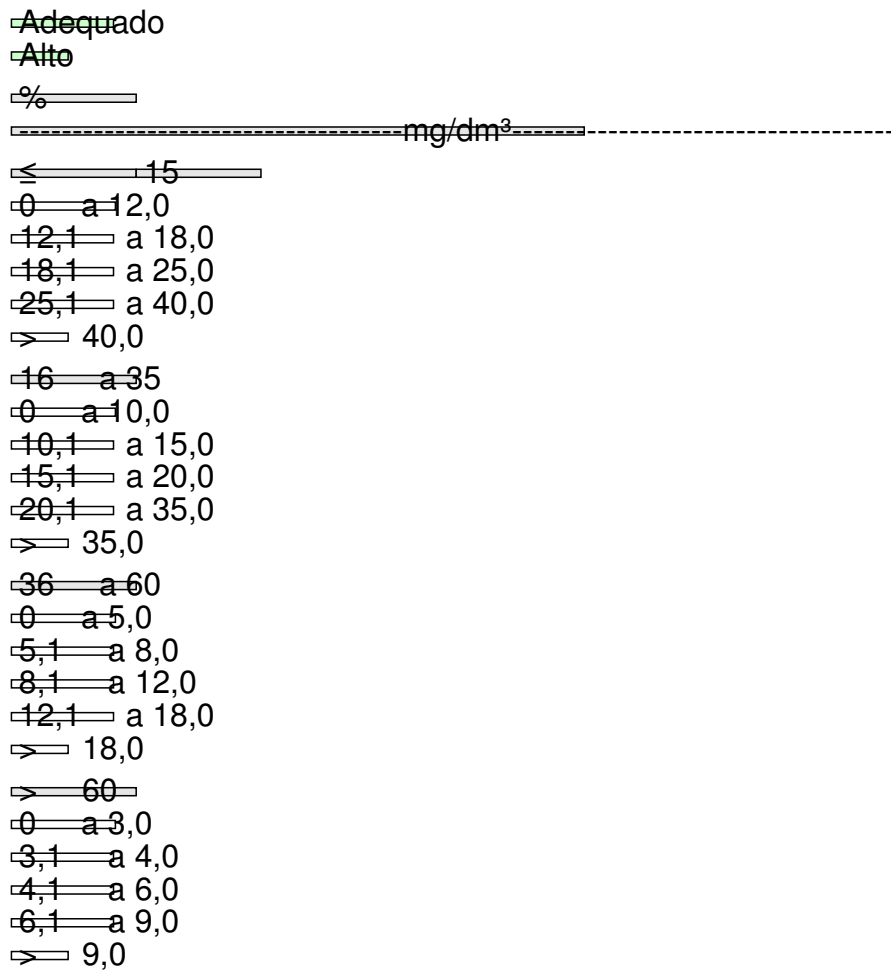 Adequado
Alto
%
--------------------------------------------mg/dm³--------------------------------------------
≤ 15
0 a 12,0
12,1 a 18,0
18,1 a 25,0
25,1 a 40,0
> 40,0
16 a 35
0 a 10,0
10,1 a 15,0
15,1 a 20,0
20,1 a 35,0
> 35,0
36 a 60
0 a 5,0
5,1 a 8,0
8,1 a 12,0
12,1 a 18,0
> 18,0
> 60
0 a 3,0
3,1 a 4,0
4,1 a 6,0
6,1 a 9,0
> 9,0